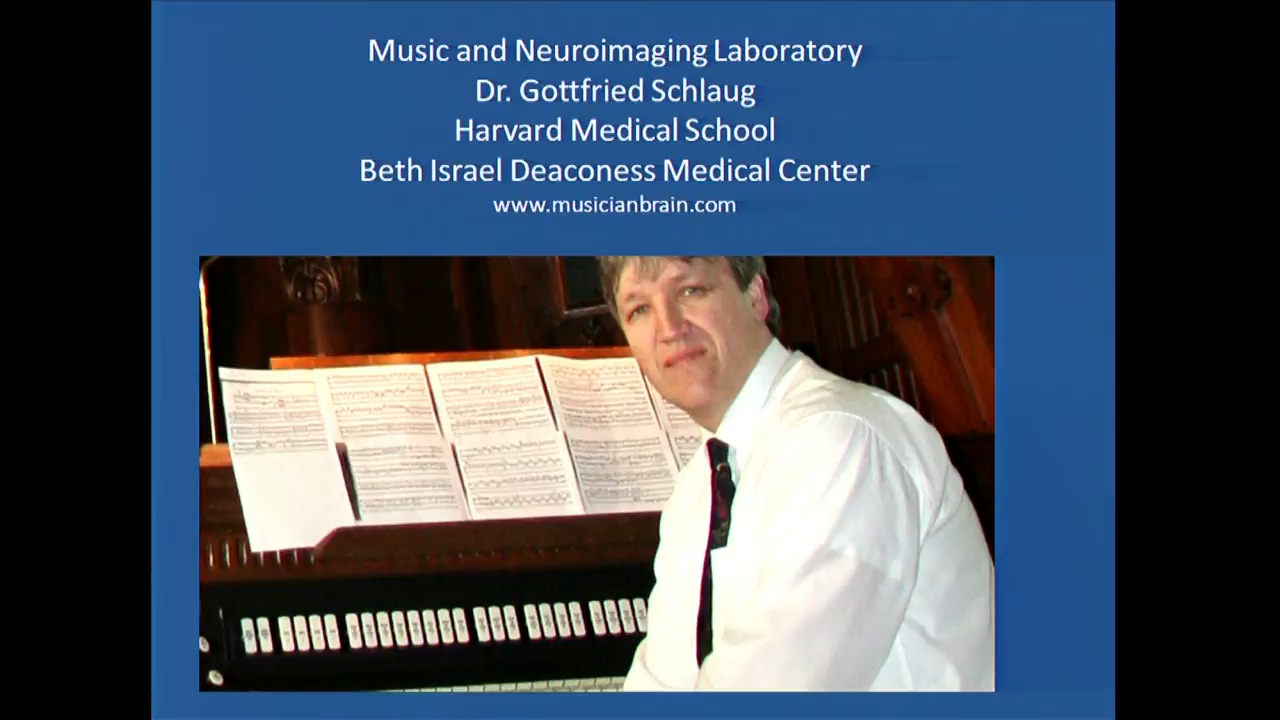 Music and Neuroimaging Laboratory
Dr. Gottfried Schlaug
Harvard Medical School
Beth Israel Deaconess Medical Center
www.musicianbrain.com